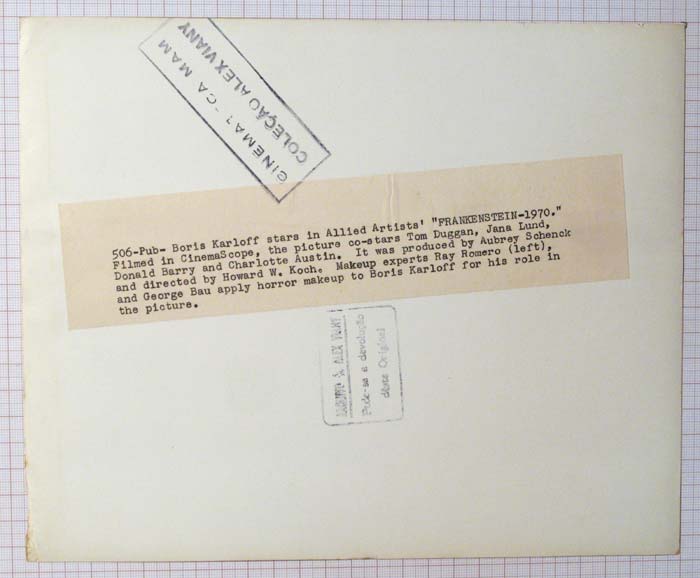 CINEMATECA MAM
COLEÇÃO ALEX VIANY
506-Pub- Boris Karloff stars in Allied Artists' "FRANKENSTEIN-1970."
Filmed in CinemaScope, the picture co-stars Tom Duggan, Jana Lund,
Donald Barry and Charlotte Austin. It was produced by Aubrey Schenck
and directed by Howard W. Koch. Makeup experts Ray Romero (left),
and George Bau apply horror makeup to Boris Karloff for his role in
the picture.
ALEX VIANY
Pede-se a devolução
dêste Original